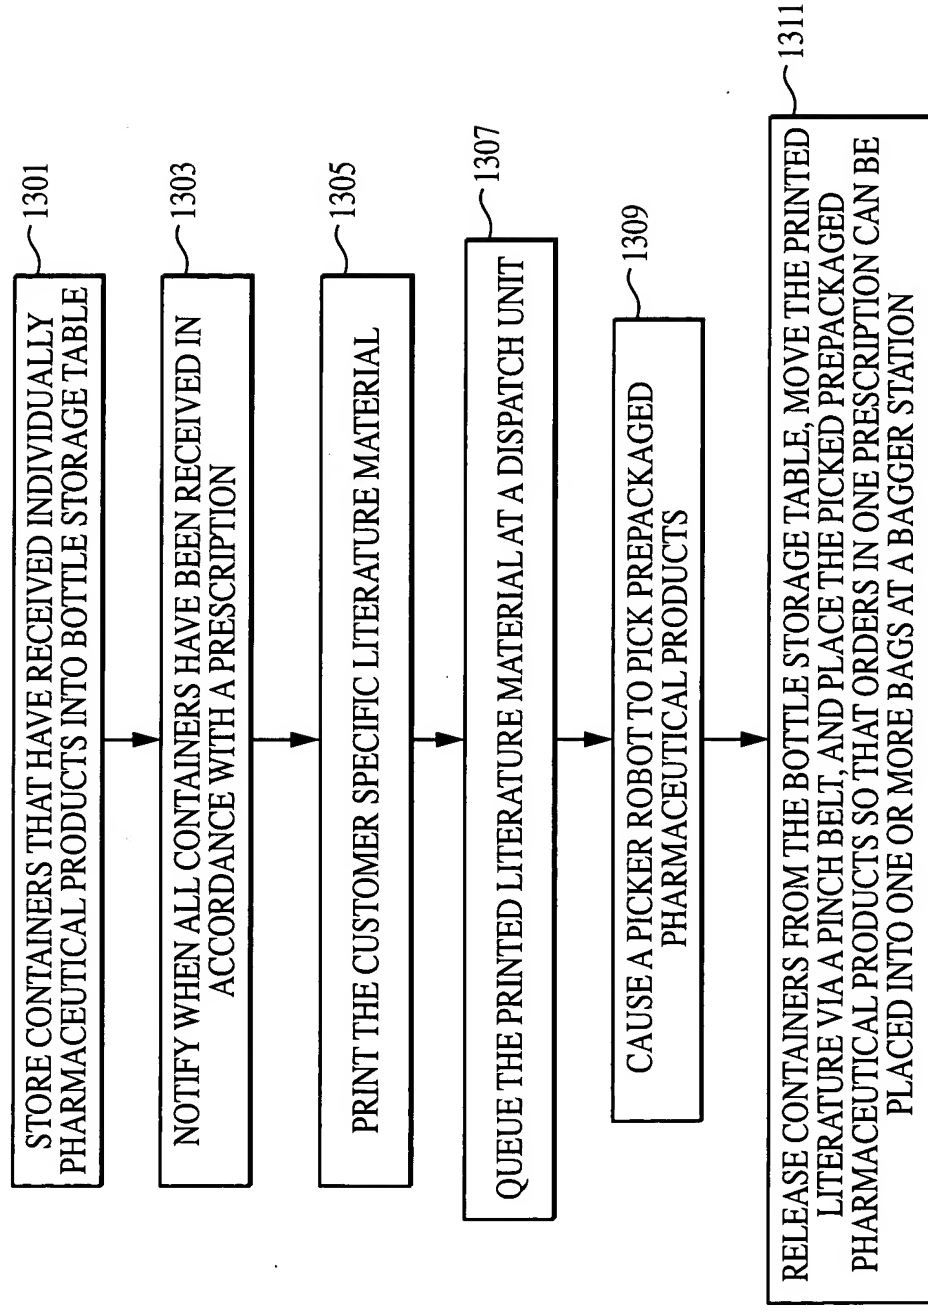 1301
STORE CONTAINERS THAT HAVE RECEIVED INDIVIDUALLY
PHARMACEUTICAL PRODUCTS INTO BOTTLE STORAGE TABLE
1303
NOTIFY WHEN ALL CONTAINERS HAVE BEEN RECEIVED IN
ACCORDANCE WITH A PRESCRIPTION
1305
PRINT THE CUSTOMER SPECIFIC LITERATURE MATERIAL
1307
QUEUE THE PRINTED LITERATURE MATERIAL AT A DISPATCH UNIT
1309
CAUSE A PICKER ROBOT TO PICK PREPACKAGED
PHARMACEUTICAL PRODUCTS
1311
RELEASE CONTAINERS FROM THE BOTTLE STORAGE TABLE, MOVE THE PRINTED
LITERATURE VIA A PINCH BELT, AND PLACE THE PICKED PREPACKAGED
PHARMACEUTICAL PRODUCTS SO THAT ORDERS IN ONE PRESCRIPTION CAN BE
PLACED INTO ONE OR MORE BAGS AT A BAGGER STATION